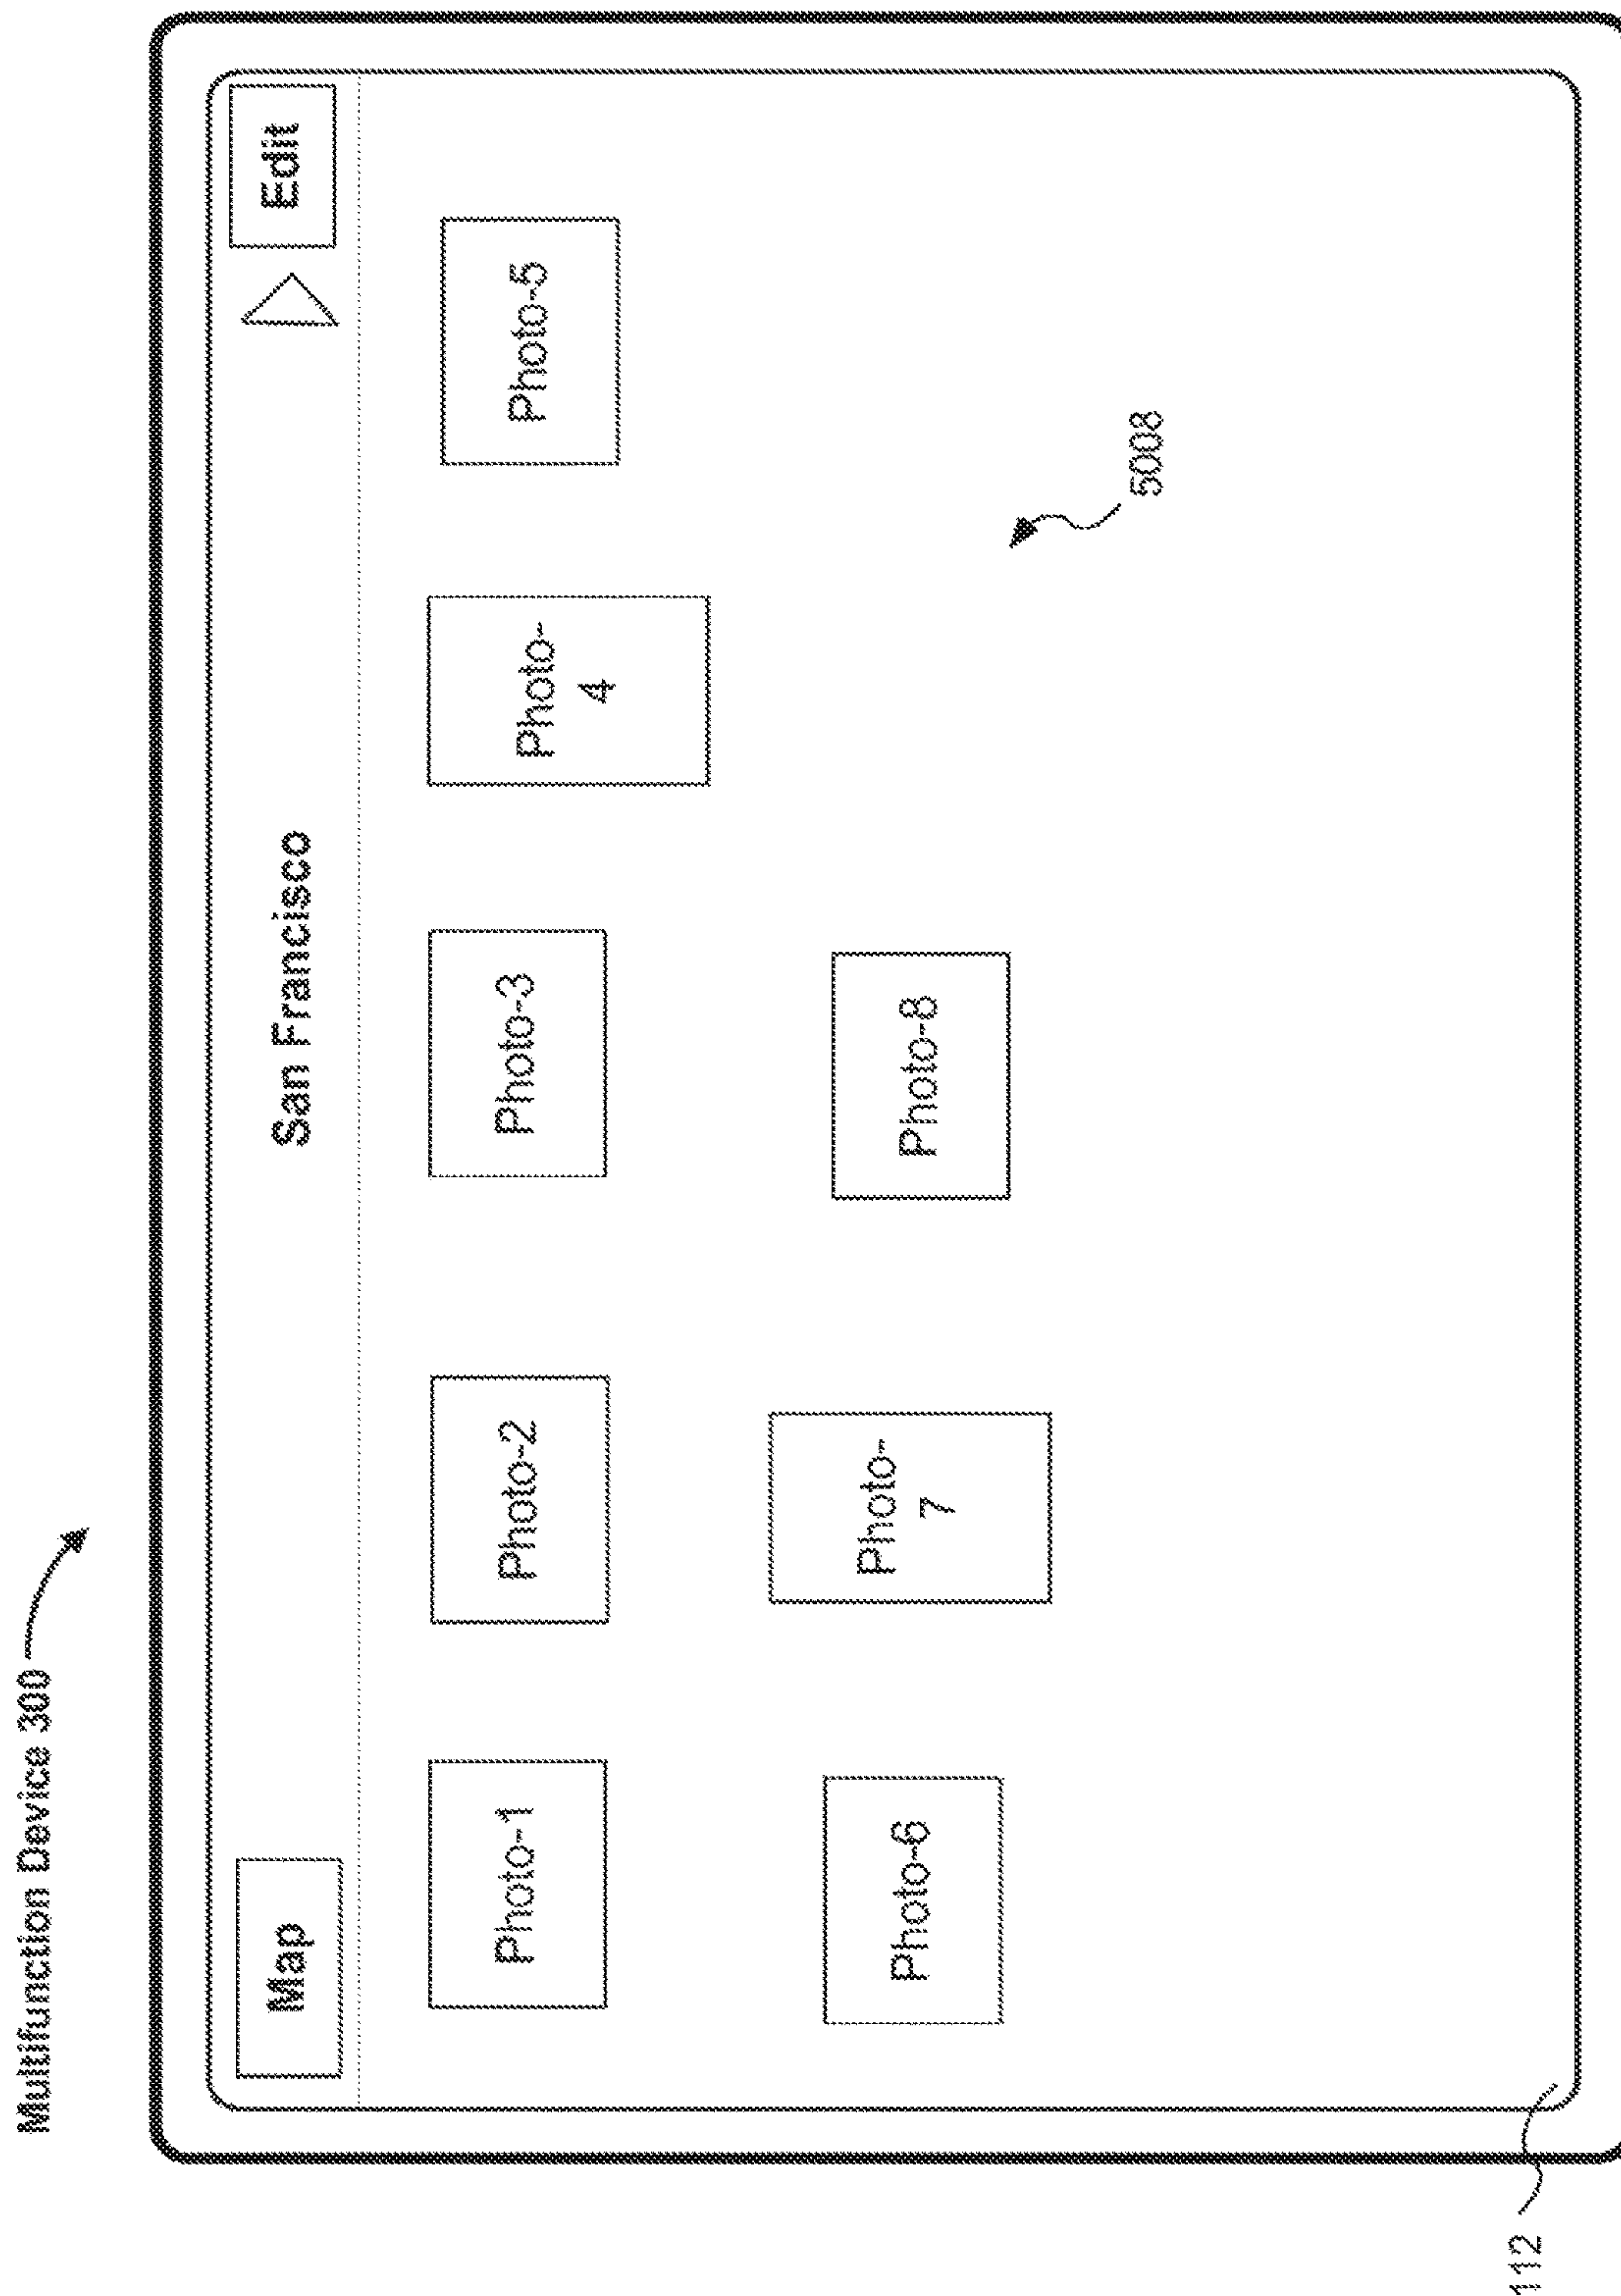 Multifunction Device 300
Map
San Francisco
Edit
Photo-1
Photo-2
Photo-3
Photo-
4
Photo-5
Photo-6
Photo-
7
Photo-8
5008
112